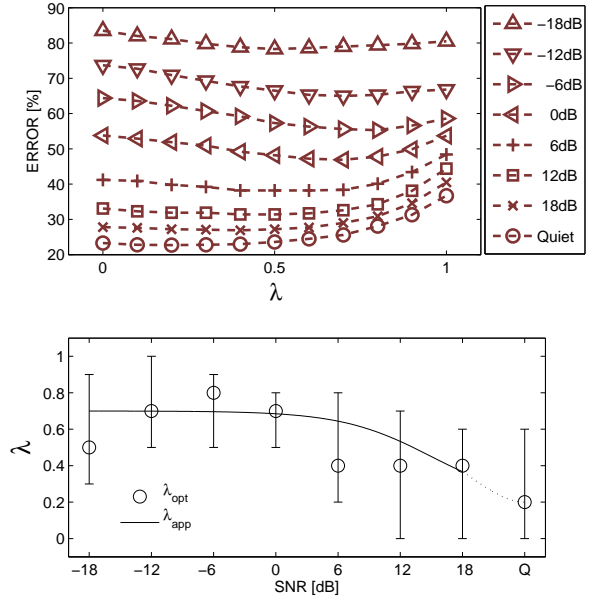 90
80
70
60
50
40
30
20
ERROR [%]
0
0.5
1
λ
−18dB
−12dB
−6dB
0dB
6dB
12dB
18dB
Quiet
1
0.8
0.6
0.4
0.2
0
λ
λopt
λapp
−18
−12
−6
0
6
12
18
Q
SNR [dB]